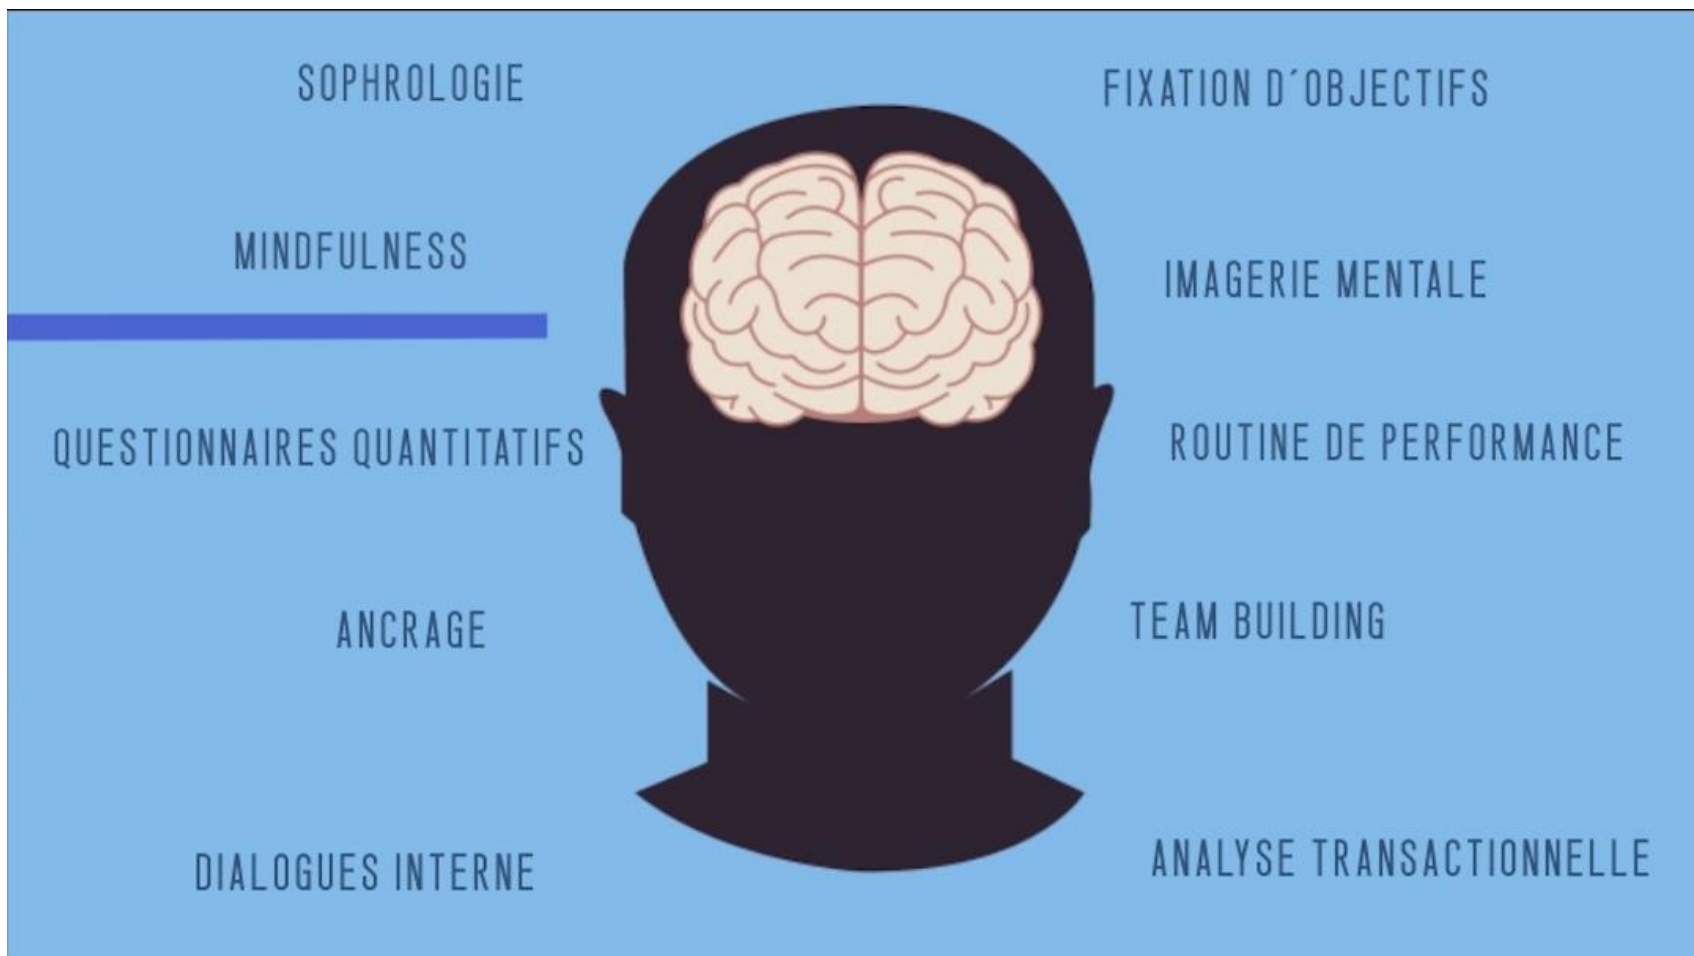 SOPHROLOGIE
MINDFULNESS
QUESTIONNAIRES QUANTITATIFS
ANCRAGE
DIALOGUES INTERNE
FIXATION D´OBJECTIFS
IMAGERIE MENTALE
ROUTINE DE PERFORMANCE
TEAM BUILDING
ANALYSE TRANSACTIONNELLE